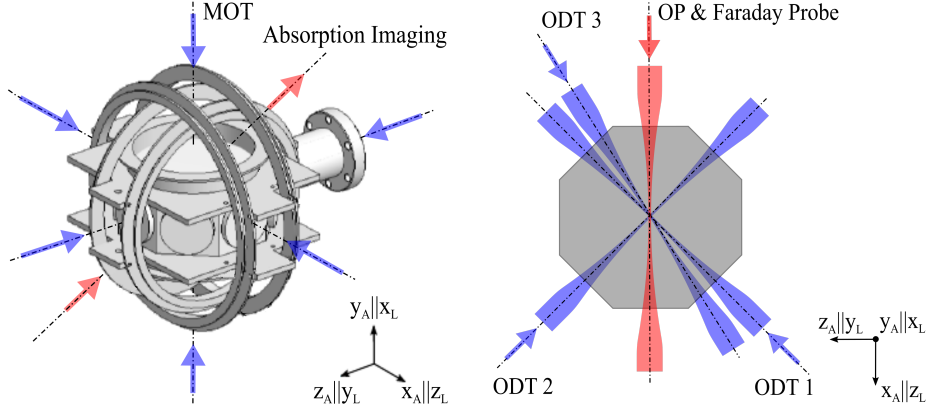 MOT
Absorption Imaging
y_A||x_L
z_A||y_L
x_A||z_L
ODT 3
OP & Faraday Probe
ODT 2
ODT 1
z_A||y_L
y_A||x_L
x_A||z_L